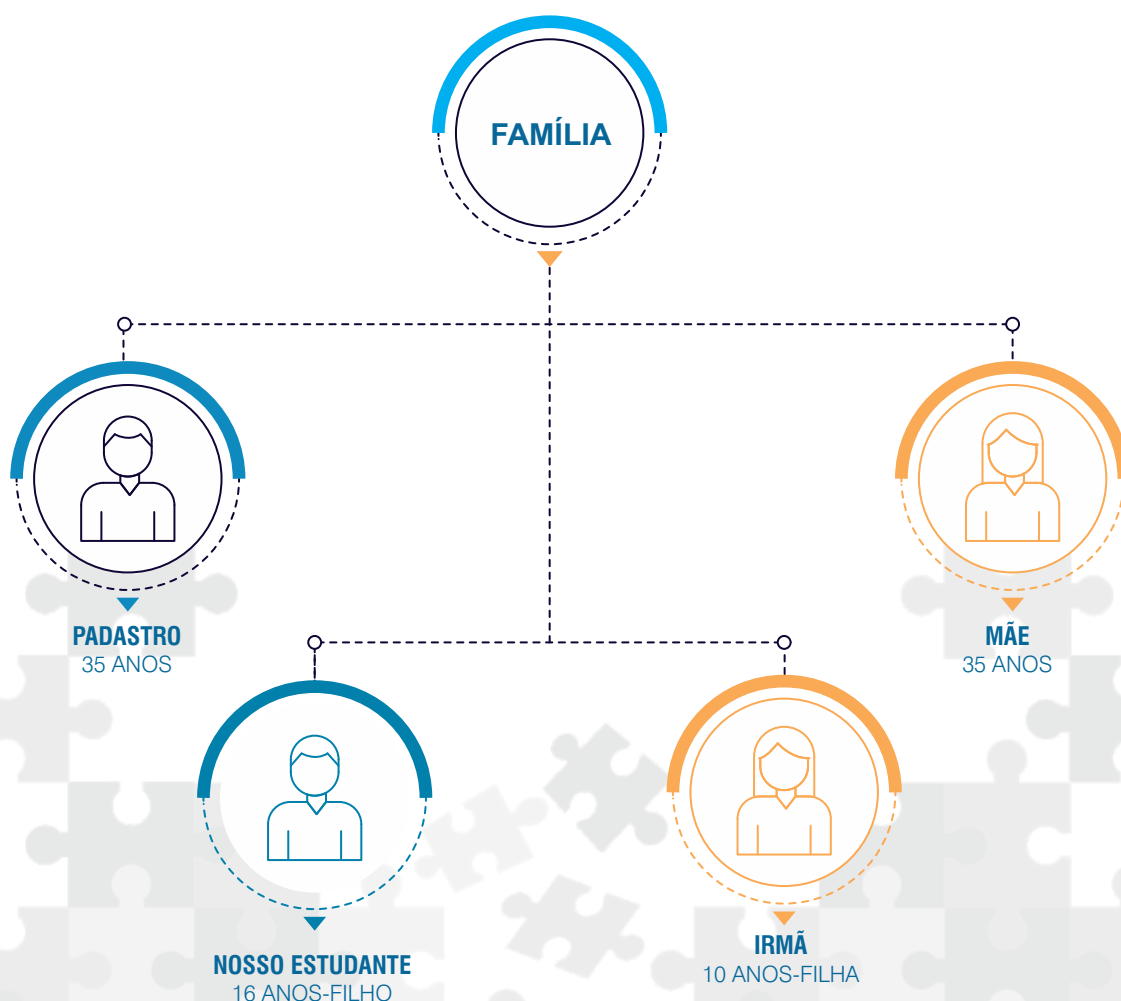 FAMÍLIA
PADASTRO
35 ANOS
MÃE
35 ANOS
NOSSO ESTUDANTE
16 ANOS-FILHO
IRMÃ
10 ANOS-FILHA